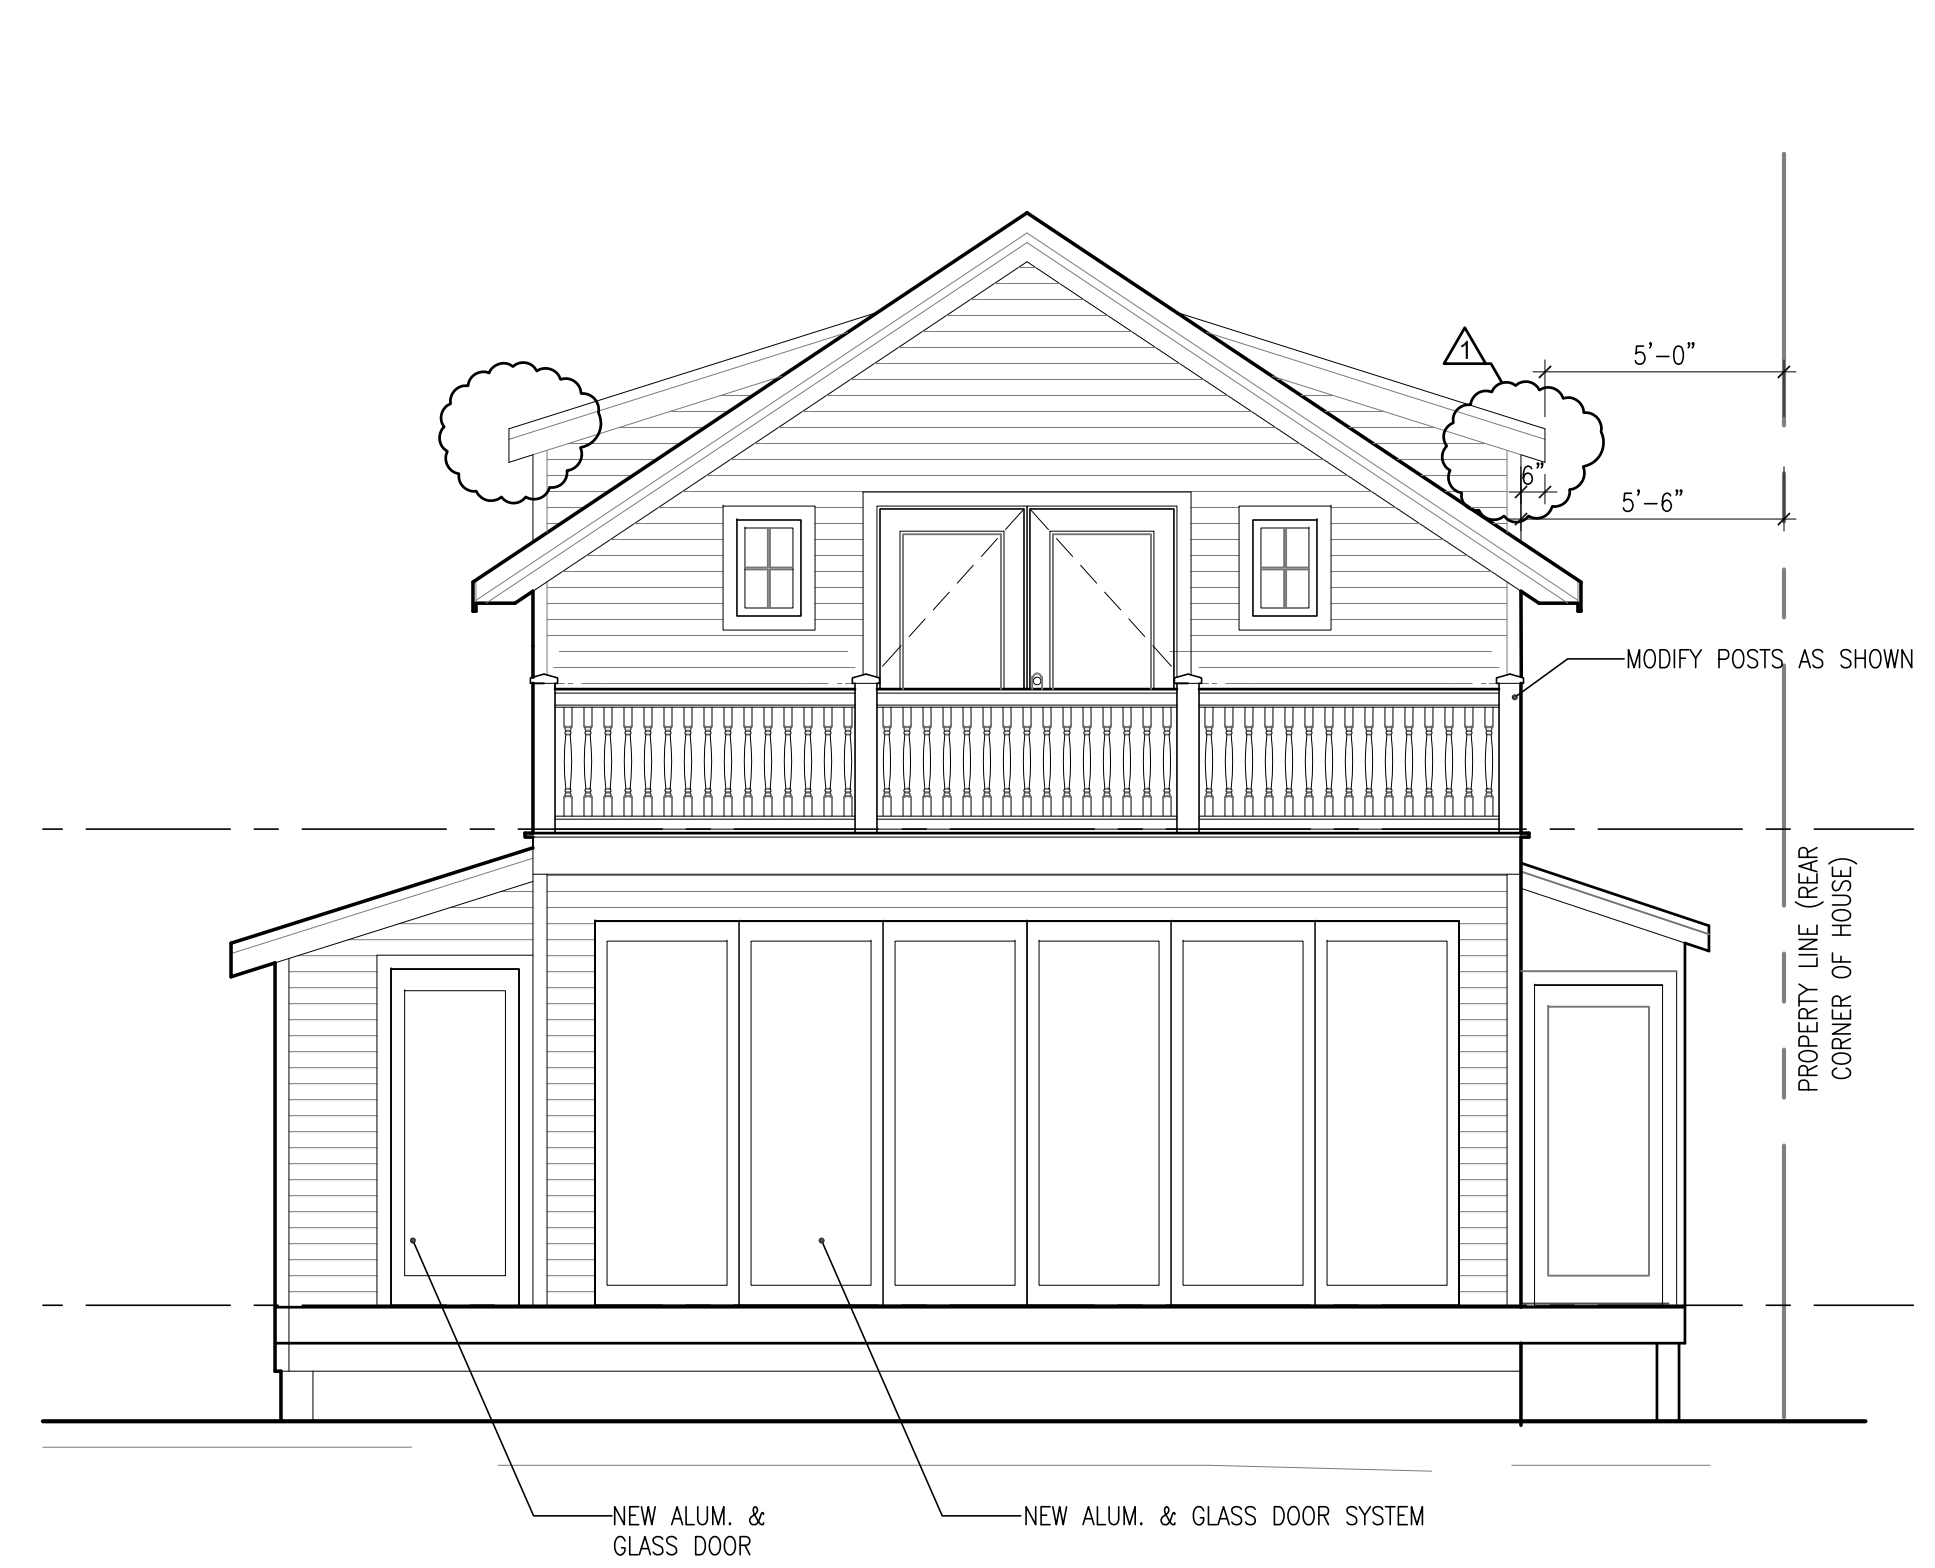 1
5'-0"
6"
5'-6"
MODIFY POSTS AS SHOWN
PROPERTY LINE (REAR
CORNER OF HOUSE)
NEW ALUM. &
GLASS DOOR
NEW ALUM. & GLASS DOOR SYSTEM